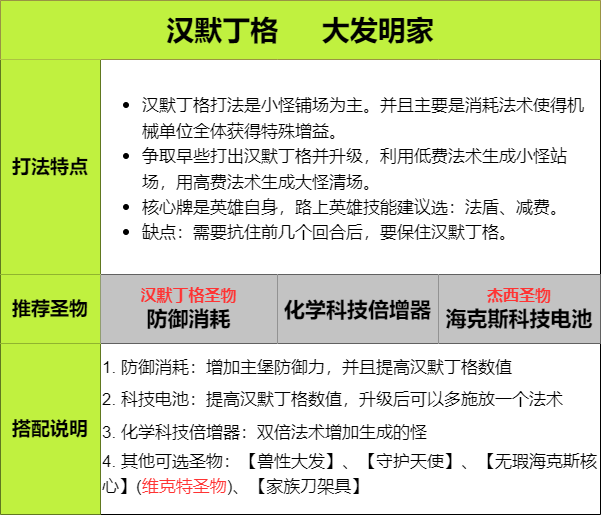 汉默丁格 大发明家
打法特点
汉默丁格打法是小怪铺场为主。并且主要是消耗法术使得机
械单位全体获得特殊增益。
争取早些打出汉默丁格并升级，利用低费法术生成小怪站
场，用高费法术生成大怪清场。
核心牌是英雄自身，路上英雄技能建议选：法盾、减费。
缺点：需要抗住前几个回合后，要保住汉默丁格。
推荐圣物
汉默丁格圣物
防御消耗
化学科技倍增器
杰西圣物
海克斯科技电池
搭配说明
1. 防御消耗：增加主堡防御力，并且提高汉默丁格数值
2. 科技电池：提高汉默丁格数值，升级后可以多施放一个法术
3. 化学科技倍增器：双倍法术增加生成的怪
4. 其他可选圣物：【兽性大发】、【守护天使】、【无瑕海克斯核
心】(维克特圣物)、【家族刀架具】